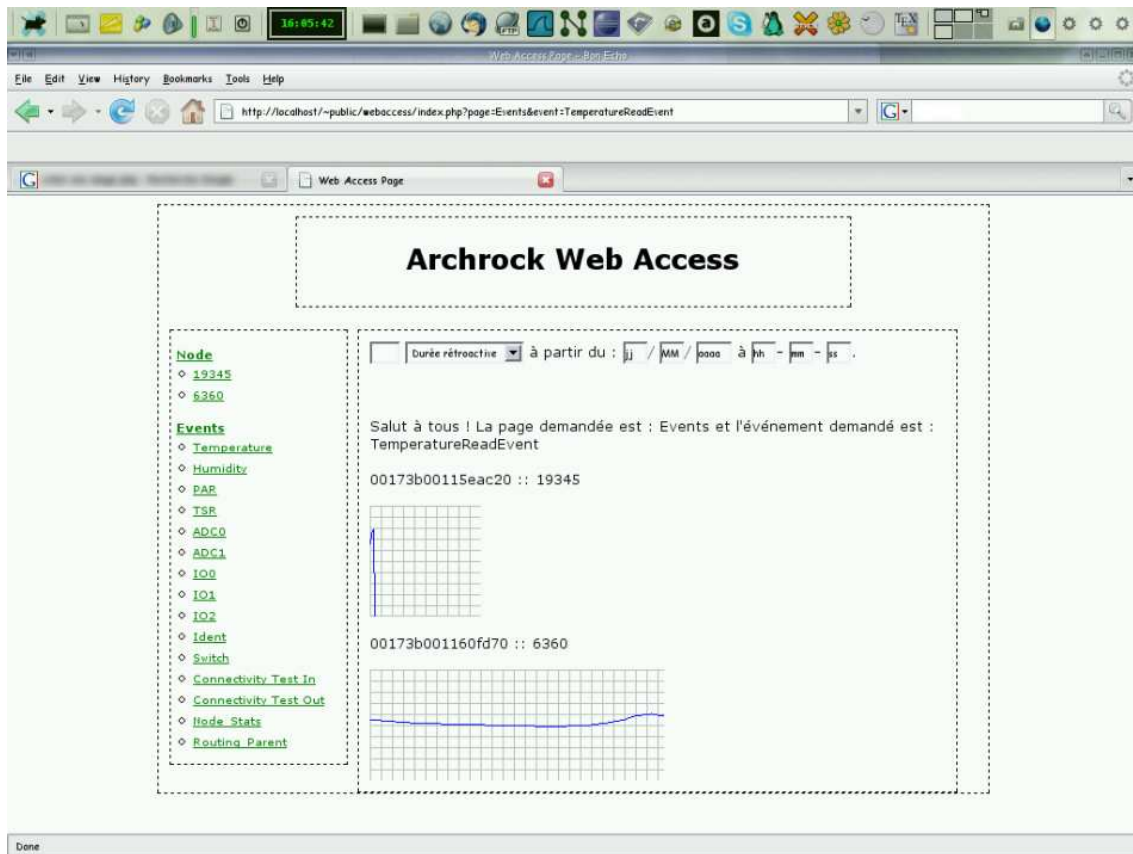 16:05:42
FTP
TEX
Web Access Page - Bon Echo
File Edit View History Bookmarks Tools Help
http://localhost/~public/webaccess/index.php?page=Events&event=TemperatureReadEvent
G
G
Web Access Page
Archrock Web Access
Node
19345
6360
Events
Temperature
Humidity
PAR
TSR
ADC0
ADC1
IO0
IO1
IO2
Ident
Switch
Connectivity Test In
Connectivity Test Out
Node Stats
Routing Parent
Durée rétroactive à partir du : jj / MM / aaaa à hh - mm - ss .
Salut à tous ! La page demandée est : Events et l'événement demandé est :
TemperatureReadEvent
00173b00115eac20 :: 19345
00173b001160fd70 :: 6360
Done